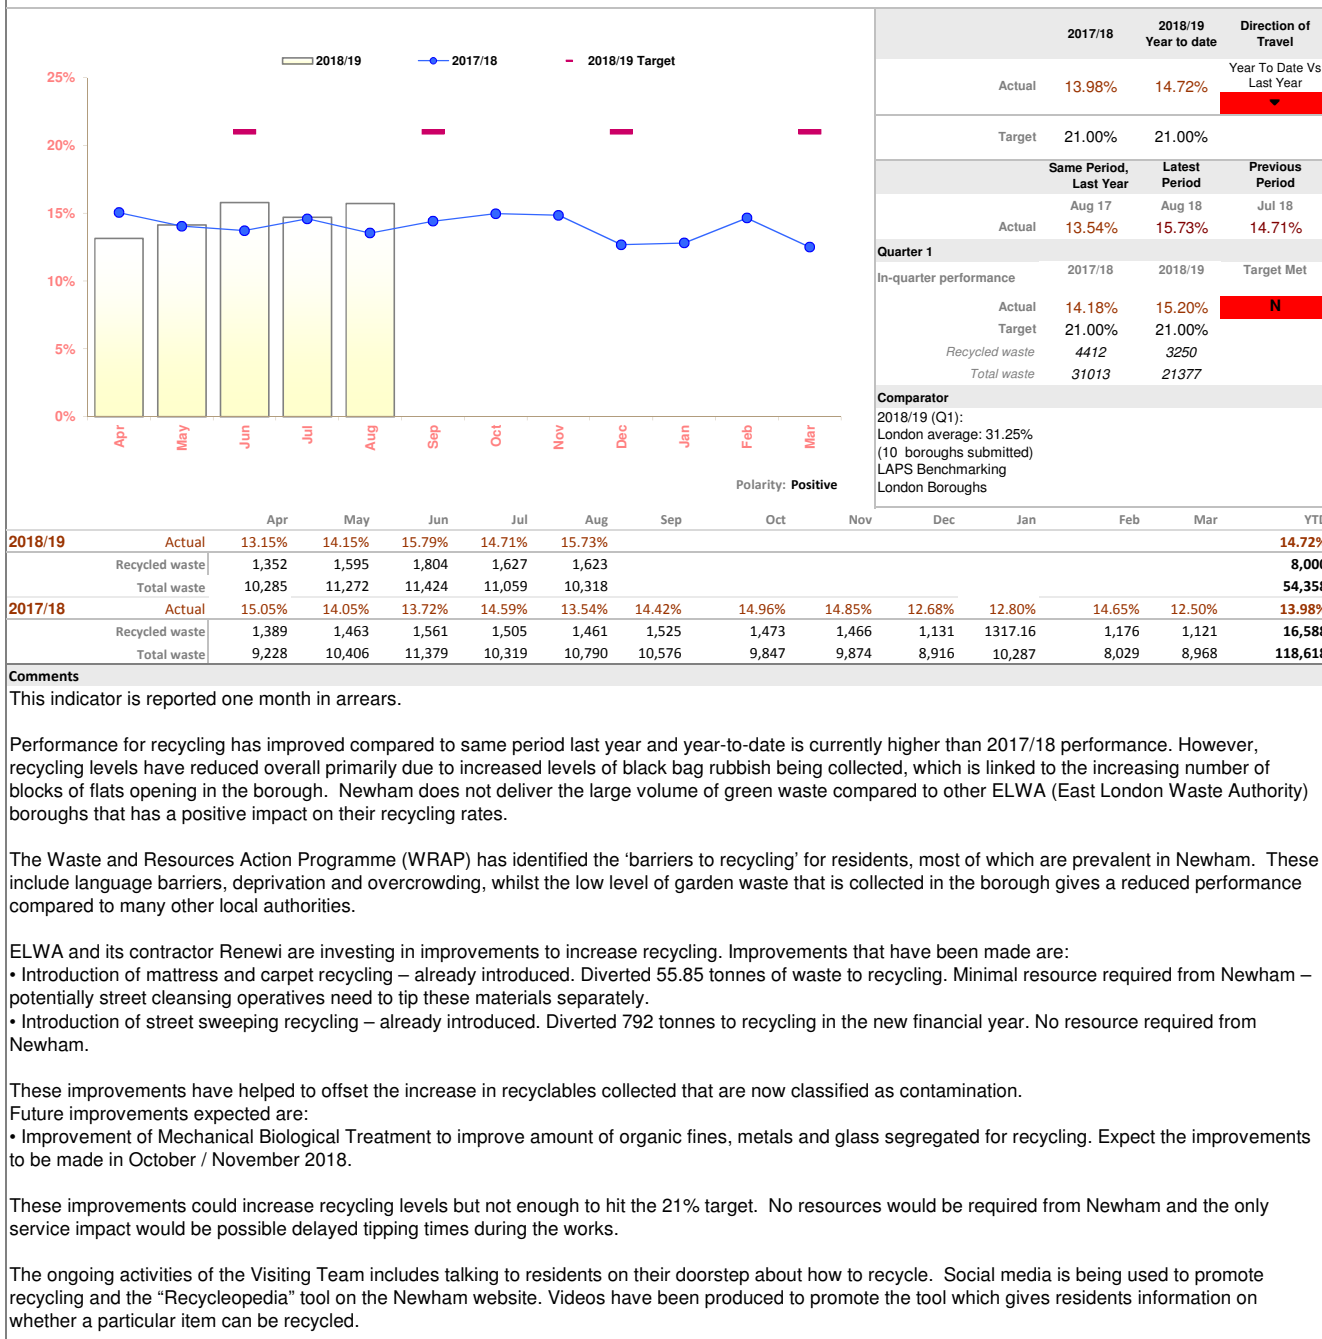 2018/19 2017/18 2018/19 Target
25%
20%
15%
10%
5%
0%
Apr May Jun Jul Aug Sep Oct Nov Dec Jan Feb Mar
Polarity: Positive
2017/18 2018/19 Year to date Direction of Travel
Actual 13.98% 14.72% Year To Date Vs Last Year
▼
Target 21.00% 21.00%
Same Period, Last Year Latest Period Previous Period
Aug 17 Aug 18 Jul 18
Actual 13.54% 15.73% 14.71%
Quarter 1
In-quarter performance 2017/18 2018/19 Target Met
Actual 14.18% 15.20% N
Target 21.00% 21.00%
Recycled waste 4412 3250
Total waste 31013 21377
Comparator
2018/19 (Q1):
London average: 31.25%
(10 boroughs submitted)
LAPS Benchmarking
London Boroughs
Apr May Jun Jul Aug Sep Oct Nov Dec Jan Feb Mar YTD
2018/19 Actual 13.15% 14.15% 15.79% 14.71% 15.73% 14.72%
Recycled waste 1,352 1,595 1,804 1,627 1,623 8,000
Total waste 10,285 11,272 11,424 11,059 10,318 54,358
2017/18 Actual 15.05% 14.05% 13.72% 14.59% 13.54% 14.42% 14.96% 14.85% 12.68% 12.80% 14.65% 12.50% 13.98%
Recycled waste 1,389 1,463 1,561 1,505 1,461 1,525 1,473 1,466 1,131 1317.16 1,176 1,121 16,588
Total waste 9,228 10,406 11,379 10,319 10,790 10,576 9,847 9,874 8,916 10,287 8,029 8,968 118,618
Comments
This indicator is reported one month in arrears.
Performance for recycling has improved compared to same period last year and year-to-date is currently higher than 2017/18 performance. However,
recycling levels have reduced overall primarily due to increased levels of black bag rubbish being collected, which is linked to the increasing number of
blocks of flats opening in the borough. Newham does not deliver the large volume of green waste compared to other ELWA (East London Waste Authority)
boroughs that has a positive impact on their recycling rates.
The Waste and Resources Action Programme (WRAP) has identified the ‘barriers to recycling’ for residents, most of which are prevalent in Newham. These
include language barriers, deprivation and overcrowding, whilst the low level of garden waste that is collected in the borough gives a reduced performance
compared to many other local authorities.
ELWA and its contractor Renewi are investing in improvements to increase recycling. Improvements that have been made are:
• Introduction of mattress and carpet recycling – already introduced. Diverted 55.85 tonnes of waste to recycling. Minimal resource required from Newham –
potentially street cleansing operatives need to tip these materials separately.
• Introduction of street sweeping recycling – already introduced. Diverted 792 tonnes to recycling in the new financial year. No resource required from
Newham.
These improvements have helped to offset the increase in recyclables collected that are now classified as contamination.
Future improvements expected are:
• Improvement of Mechanical Biological Treatment to improve amount of organic fines, metals and glass segregated for recycling. Expect the improvements
to be made in October / November 2018.
These improvements could increase recycling levels but not enough to hit the 21% target. No resources would be required from Newham and the only
service impact would be possible delayed tipping times during the works.
The ongoing activities of the Visiting Team includes talking to residents on their doorstep about how to recycle. Social media is being used to promote
recycling and the “Recycleopedia” tool on the Newham website. Videos have been produced to promote the tool which gives residents information on
whether a particular item can be recycled.